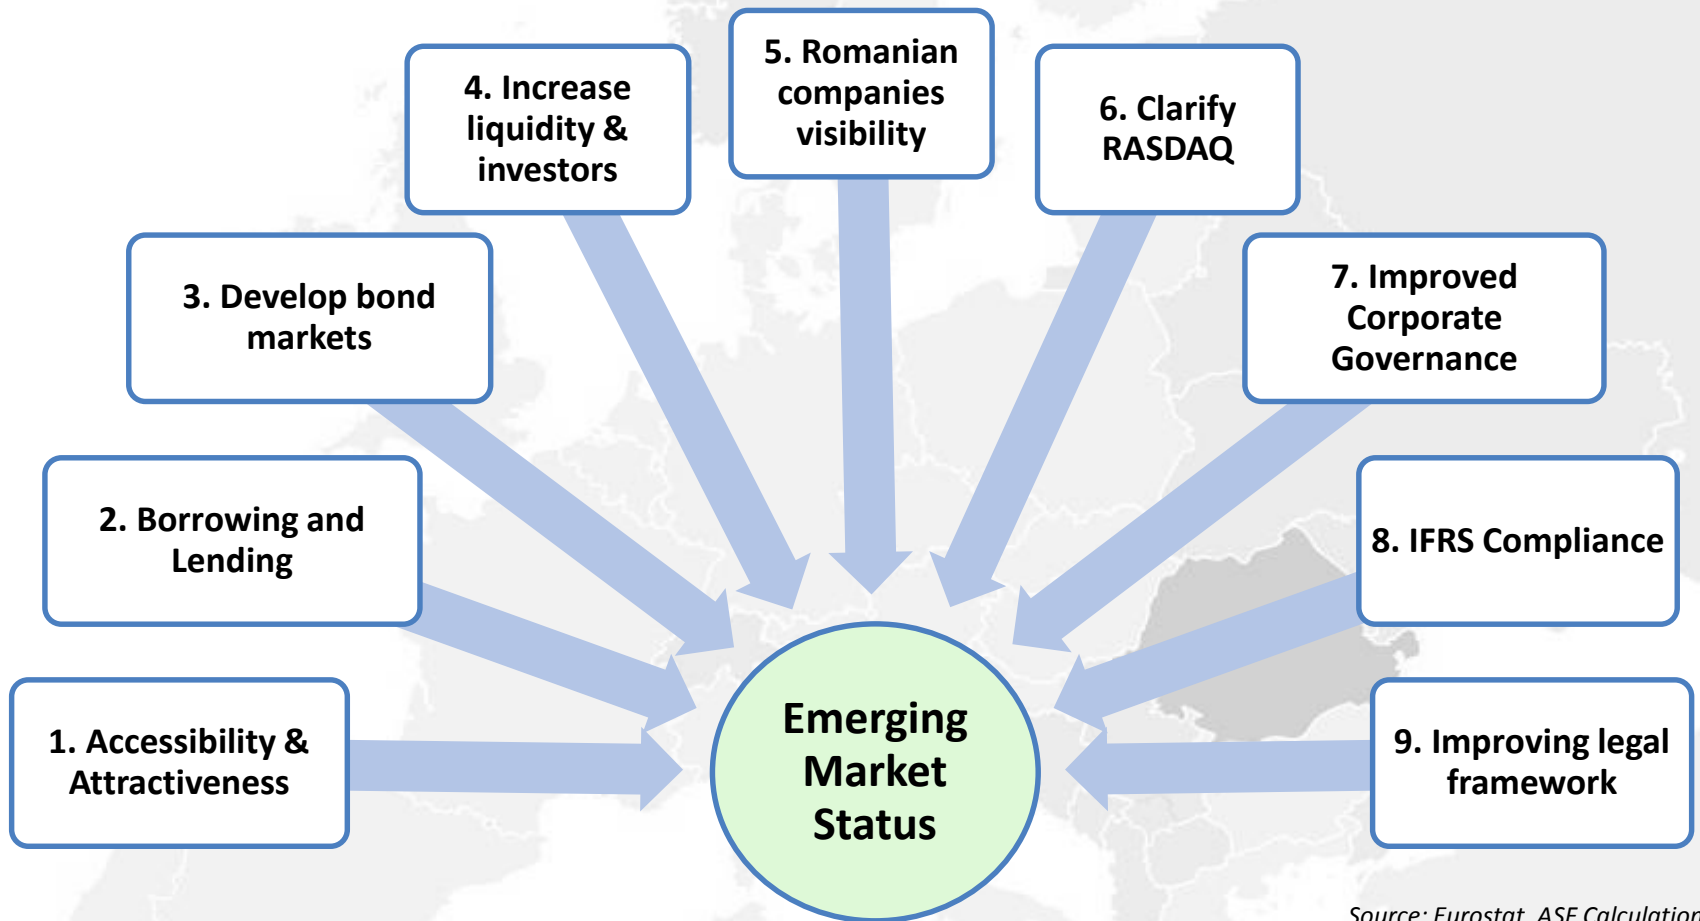 1. Accessibility &
Attractiveness
2. Borrowing and
Lending
3. Develop bond
markets
4. Increase
liquidity &
investors
5. Romanian
companies
visibility
6. Clarify
RASDAQ
7. Improved
Corporate
Governance
8. IFRS Compliance
9. Improving legal
framework
Emerging
Market
Status
Source: Eurostat, ASF Calculation